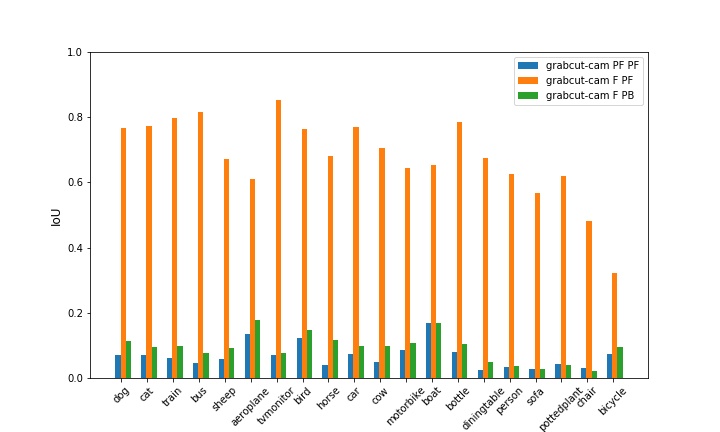 1.0
0.8
0.6
0.4
0.2
0.0
IoU
grabcut-cam PF PF
grabcut-cam F PF
grabcut-cam F PB
dog
cat
train
bus
sheep
aeroplane
tvmonitor
bird
horse
car
cow
motorbike
boat
bottle
diningtable
person
sofa
pottedplant
chair
bicycle